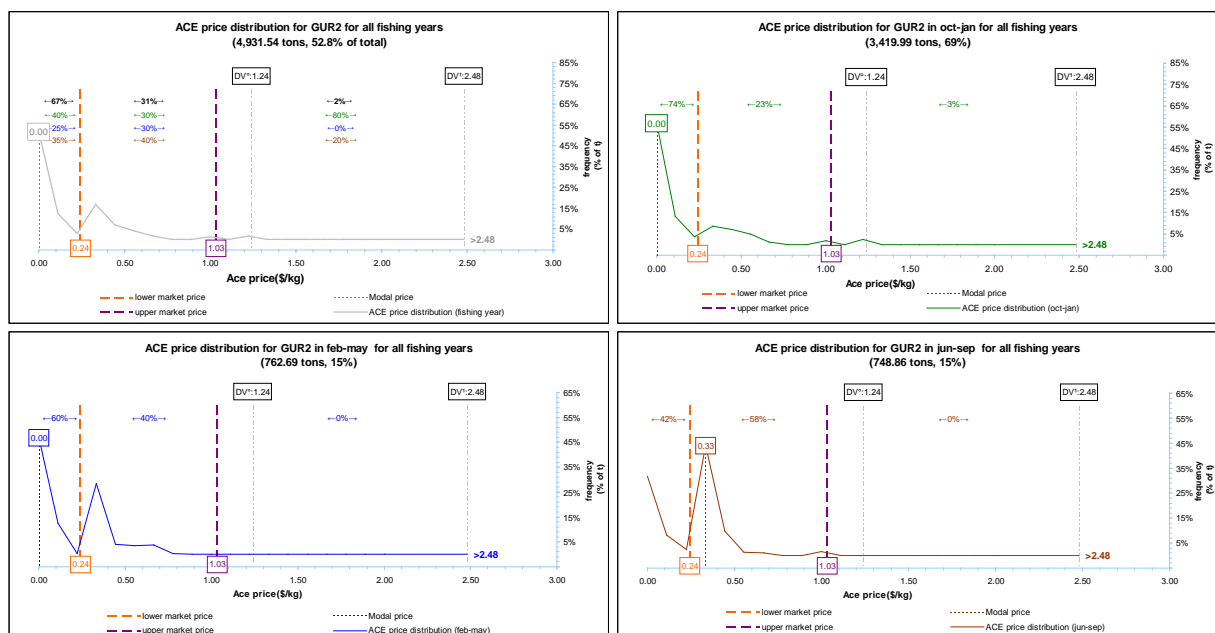 ACE price distribution for GUR2 for all fishing years
(4,931.54 tons, 52.8% of total)
DV°:1.24
DV¹:2.48
←67%→ ←31%→ ←2%→
←40%→ ←30%→ ←80%→
←25%→ ←30%→ ←0%→
←35%→ ←40%→ ←20%→
0.00
85%
75%
65%
55%
45%
35%
25%
15%
5%
frequency
(% of t)
>2.48
0.24
1.03
0.00 0.50 1.00 1.50 2.00 2.50 3.00
Ace price($/kg)
lower market price
Modal price
upper market price
ACE price distribution (fishing year)
ACE price distribution for GUR2 in oct-jan for all fishing years
(3,419.99 tons, 69%)
DV°:1.24
DV¹:2.48
←74%→ ←23%→ ←3%→
0.00
85%
75%
65%
55%
45%
35%
25%
15%
5%
frequency
(% of t)
>2.48
0.24
1.03
0.00 0.50 1.00 1.50 2.00 2.50 3.00
Ace price($/kg)
lower market price
Modal price
upper market price
ACE price distribution (oct-jan)
ACE price distribution for GUR2 in feb-may for all fishing years
(762.69 tons, 15%)
DV°:1.24
DV¹:2.48
←60%→ ←40%→ ←0%→
0.00
65%
55%
45%
35%
25%
15%
5%
frequency
(% of t)
>2.48
0.24
1.03
0.00 0.50 1.00 1.50 2.00 2.50 3.00
Ace price($/kg)
lower market price
Modal price
upper market price
ACE price distribution (feb-may)
ACE price distribution for GUR2 in jun-sep for all fishing years
(748.86 tons, 15%)
DV°:1.24
DV¹:2.48
←42%→ ←58%→ ←0%→
0.33
65%
55%
45%
35%
25%
15%
5%
frequency
(% of t)
>2.48
0.24
1.03
0.00 0.50 1.00 1.50 2.00 2.50 3.00
Ace price($/kg)
lower market price
Modal price
upper market price
ACE price distribution (jun-sep)